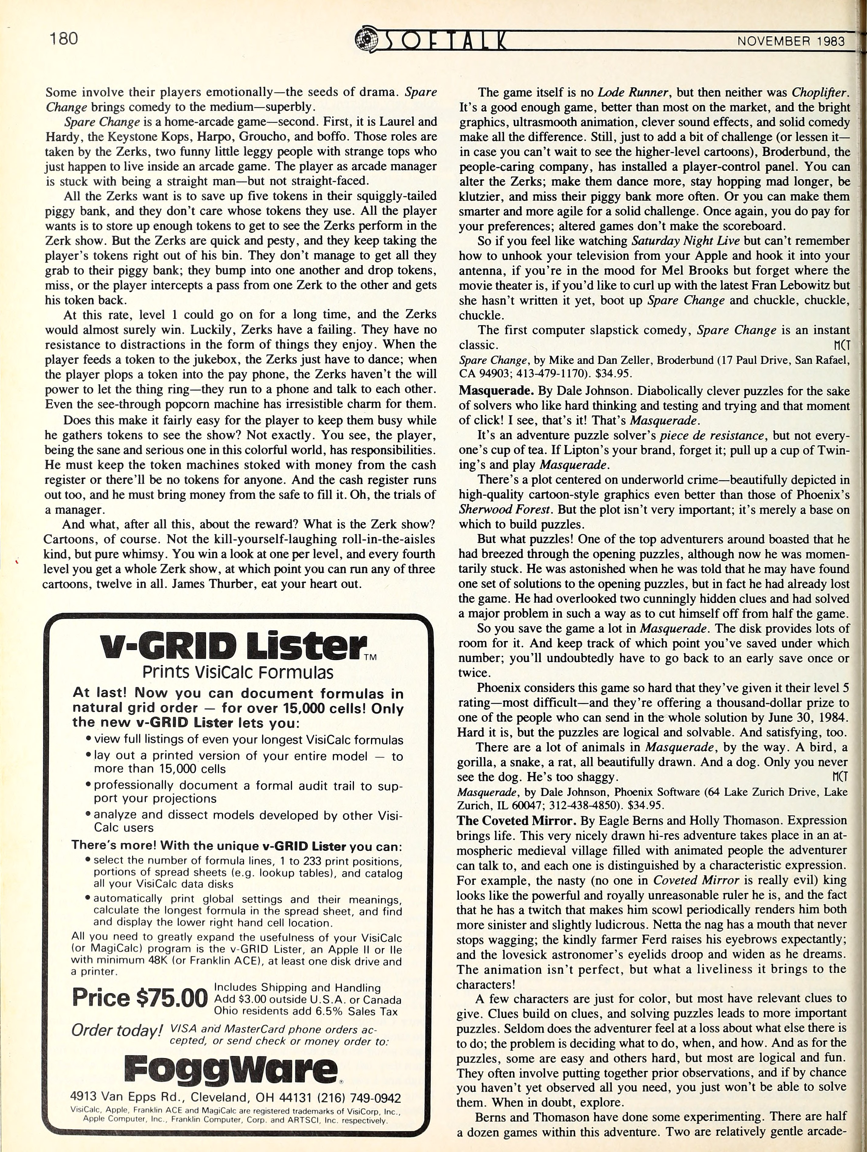 180
SOFTALK
NOVEMBER 1983
Some involve their players emotionally—the seeds of drama. Spare
Change brings comedy to the medium—superbly.
Spare Change is a home-arcade game—second. First, it is Laurel and
Hardy, the Keystone Kops, Harpo, Groucho, and boffo. Those roles are
taken by the Zerks, two funny little leggy people with strange tops who
just happen to live inside an arcade game. The player as arcade manager
is stuck with being a straight man—but not straight-faced.
All the Zerks want is to save up five tokens in their squiggly-tailed
piggy bank, and they don't care whose tokens they use. All the player
wants is to store up enough tokens to get to see the Zerks perform in the
Zerk show. But the Zerks are quick and pesty, and they keep taking the
player's tokens right out of his bin. They don't manage to get all they
grab to their piggy bank; they bump into one another and drop tokens,
miss, or the player intercepts a pass from one Zerk to the other and gets
his token back.
At this rate, level 1 could go on for a long time, and the Zerks
would almost surely win. Luckily, Zerks have a failing. They have no
resistance to distractions in the form of things they enjoy. When the
player feeds a token to the jukebox, the Zerks just have to dance; when
the player plops a token into the pay phone, the Zerks haven't the will
power to let the thing ring—they run to a phone and talk to each other.
Even the see-through popcorn machine has irresistible charm for them.
Does this make it fairly easy for the player to keep them busy while
he gathers tokens to see the show? Not exactly. You see, the player,
being the sane and serious one in this colorful world, has responsibilities.
He must keep the token machines stoked with money from the cash
register or there'll be no tokens for anyone. And the cash register runs
out too, and he must bring money from the safe to fill it. Oh, the trials of
a manager.
And what, after all this, about the reward? What is the Zerk show?
Cartoons, of course. Not the kill-yourself-laughing roll-in-the-aisles
kind, but pure whimsy. You win a look at one per level, and every fourth
level you get a whole Zerk show, at which point you can run any of three
cartoons, twelve in all. James Thurber, eat your heart out.
v-GRID Lister™
Prints VisiCalc Formulas
At last! Now you can document formulas in
natural grid order — for over 15,000 cells! Only
the new v-GRID Lister lets you:
• view full listings of even your longest VisiCalc formulas
• lay out a printed version of your entire model — to
more than 15,000 cells
• professionally document a formal audit trail to sup-
port your projections
• analyze and dissect models developed by other Visi-
Calc users
There's more! With the unique v-GRID Lister you can:
• select the number of formula lines, 1 to 233 print positions,
portions of spread sheets (e.g. lookup tables), and catalog
all your VisiCalc data disks
• automatically print global settings and their meanings,
calculate the longest formula in the spread sheet, and find
and display the lower right hand cell location.
All you need to greatly expand the usefulness of your VisiCalc
(or MagiCalc) program is the v-GRID Lister, an Apple II or IIe
with minimum 48K (or Franklin ACE), at least one disk drive and
a printer.
Price $75.00
Includes Shipping and Handling
Add $3.00 outside U.S.A. or Canada
Ohio residents add 6.5% Sales Tax
Order today! VISA and MasterCard phone orders ac-
cepted, or send check or money order to:
FoggWare®
4913 Van Epps Rd., Cleveland, OH 44131 (216) 749-0942
VisiCalc, Apple, Franklin ACE and MagiCalc are registered trademarks of VisiCorp, Inc.,
Apple Computer, Inc., Franklin Computer, Corp. and ARTSCI, Inc. respectively.
The game itself is no Lode Runner, but then neither was Choplifter.
It's a good enough game, better than most on the market, and the bright
graphics, ultrasmooth animation, clever sound effects, and solid comedy
make all the difference. Still, just to add a bit of challenge (or lessen it—
in case you can't wait to see the higher-level cartoons), Broderbund, the
people-caring company, has installed a player-control panel. You can
alter the Zerks; make them dance more, stay hopping mad longer, be
klutzier, and miss their piggy bank more often. Or you can make them
smarter and more agile for a solid challenge. Once again, you do pay for
your preferences; altered games don't make the scoreboard.
So if you feel like watching Saturday Night Live but can't remember
how to unhook your television from your Apple and hook it into your
antenna, if you're in the mood for Mel Brooks but forget where the
movie theater is, if you'd like to curl up with the latest Fran Lebowitz but
she hasn't written it yet, boot up Spare Change and chuckle, chuckle,
chuckle.
The first computer slapstick comedy, Spare Change is an instant
classic. MCT
Spare Change, by Mike and Dan Zeller, Broderbund (17 Paul Drive, San Rafael,
CA 94903; 413-479-1170). $34.95.
Masquerade. By Dale Johnson. Diabolically clever puzzles for the sake
of solvers who like hard thinking and testing and trying and that moment
of click! I see, that's it! That's Masquerade.
It's an adventure puzzle solver's piece de resistance, but not every-
one's cup of tea. If Lipton's your brand, forget it; pull up a cup of Twin-
ing's and play Masquerade.
There's a plot centered on underworld crime—beautifully depicted in
high-quality cartoon-style graphics even better than those of Phoenix's
Sherwood Forest. But the plot isn't very important; it's merely a base on
which to build puzzles.
But what puzzles! One of the top adventurers around boasted that he
had breezed through the opening puzzles, although now he was momen-
tarily stuck. He was astonished when he was told that he may have found
one set of solutions to the opening puzzles, but in fact he had already lost
the game. He had overlooked two cunningly hidden clues and had solved
a major problem in such a way as to cut himself off from half the game.
So you save the game a lot in Masquerade. The disk provides lots of
room for it. And keep track of which point you've saved under which
number; you'll undoubtedly have to go back to an early save once or
twice.
Phoenix considers this game so hard that they've given it their level 5
rating—most difficult—and they're offering a thousand-dollar prize to
one of the people who can send in the whole solution by June 30, 1984.
Hard it is, but the puzzles are logical and solvable. And satisfying, too.
There are a lot of animals in Masquerade, by the way. A bird, a
gorilla, a snake, a rat, all beautifully drawn. And a dog. Only you never
see the dog. He's too shaggy. MCT
Masquerade, by Dale Johnson, Phoenix Software (64 Lake Zurich Drive, Lake
Zurich, IL 60047; 312-438-4850). $34.95.
The Coveted Mirror. By Eagle Berns and Holly Thomason. Expression
brings life. This very nicely drawn hi-res adventure takes place in an at-
mospheric medieval village filled with animated people the adventurer
can talk to, and each one is distinguished by a characteristic expression.
For example, the nasty (no one in Coveted Mirror is really evil) king
looks like the powerful and royally unreasonable ruler he is, and the fact
that he has a twitch that makes him scowl periodically renders him both
more sinister and slightly ludicrous. Netta the nag has a mouth that never
stops wagging; the kindly farmer Ferd raises his eyebrows expectantly;
and the lovesick astronomer's eyelids droop and widen as he dreams.
The animation isn't perfect, but what a liveliness it brings to the
characters!
A few characters are just for color, but most have relevant clues to
give. Clues build on clues, and solving puzzles leads to more important
puzzles. Seldom does the adventurer feel at a loss about what else there is
to do; the problem is deciding what to do, when, and how. And as for the
puzzles, some are easy and others hard, but most are logical and fun.
They often involve putting together prior observations, and if by chance
you haven't yet observed all you need, you just won't be able to solve
them. When in doubt, explore.
Berns and Thomason have done some experimenting. There are half
a dozen games within this adventure. Two are relatively gentle arcade-